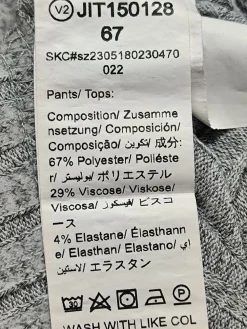 V2 JIT150128
67
SKC#sz2305180230470
022
Pants/ Tops:
Composition/ Zusamme
nsetzung/ Composición/
Composição/ تكوين/ 成分:
67% Polyester/ Poliéste
r/ بوليستر/ ポリエステル
29% Viscose/ Viskose/
Viscosa/ فيسكوز/ ビスコ
ース
4% Elastane/ Élasthann
e/ Elasthan/ Elastano/ إي
لاستين/ エラスタン
WASH WITH LIKE COL